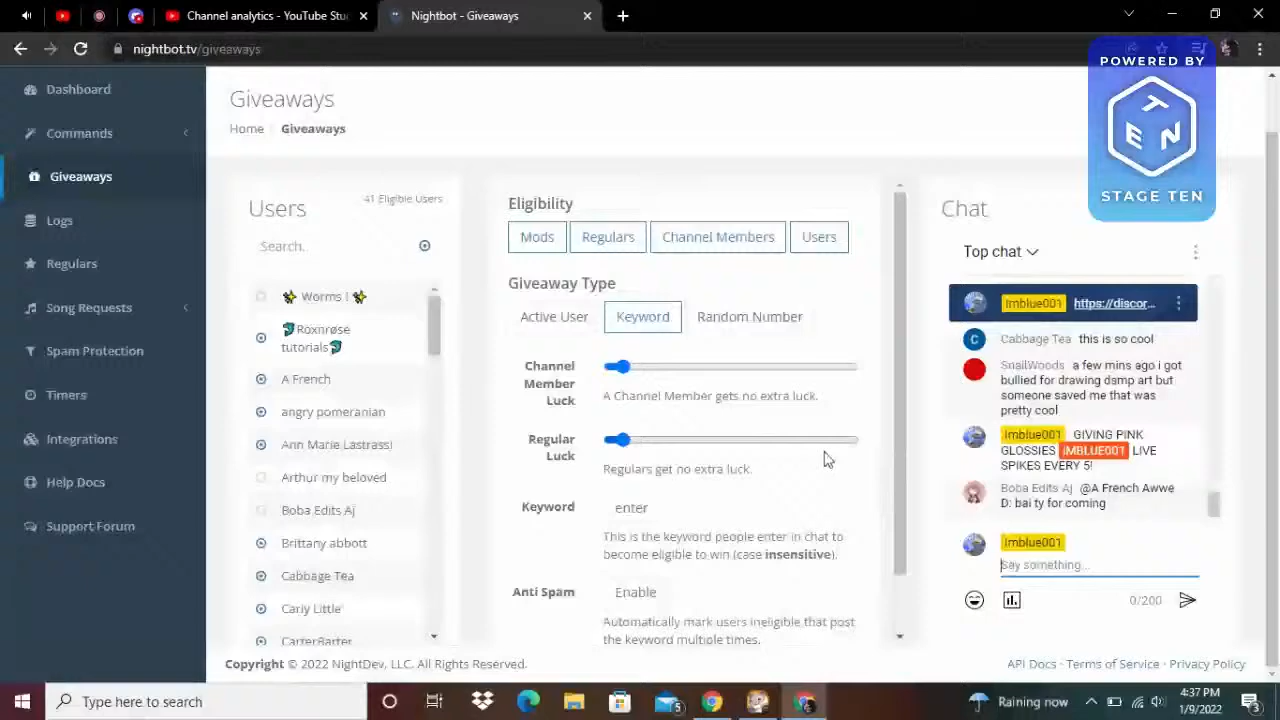 Channel analytics - YouTube Stu
Nightbot - Giveaways
nightbot.tv/giveaways
POWERED BY
TEN
STAGE TEN
Dashboard
Commands
Giveaways
Logs
Regulars
Song Requests
Spam Protection
Timers
Integrations
Help Docs
Support Forum
Giveaways
Home
Giveaways
Users
41 Eligible Users
Search.
✨ Worms ! ✨
Roxnrøse
tutorials
A French
angry pomeranian
Ann Marie Lastrassi
Arthur my beloved
Boba Edits Aj
Brittany abbott
Cabbage Tea
Carly Little
CarterBarter
Eligibility
Mods
Regulars
Channel Members
Users
Giveaway Type
Active User
Keyword
Random Number
Channel
Member
Luck
A Channel Member gets no extra luck.
Regular
Luck
Regulars get no extra luck.
Keyword
enter
This is the keyword people enter in chat to
become eligible to win (case insensitive).
Anti Spam
Enable
Automatically mark users ineligible that post
the keyword multiple times.
Chat
Top chat
Imblue001 https://discor...
C
Cabbage Tea this is so cool
SnailWoods a few mins ago i got
bullied for drawing damp art but
someone saved me that was
pretty cool
Imblue001 GIVING PINK
GLOSSIES IMBLUE001 LIVE
SPIKES EVERY 5!
Boba Edits Aj @A French Awwe
D: bai ty for coming
Imblue001
Say something...
0/200
Copyright © 2022 NightDev, LLC. All Rights Reserved.
API Docs - Terms of Service - Privacy Policy
Type here to search
5
Raining now
4:37 PM
1/9/2022
3